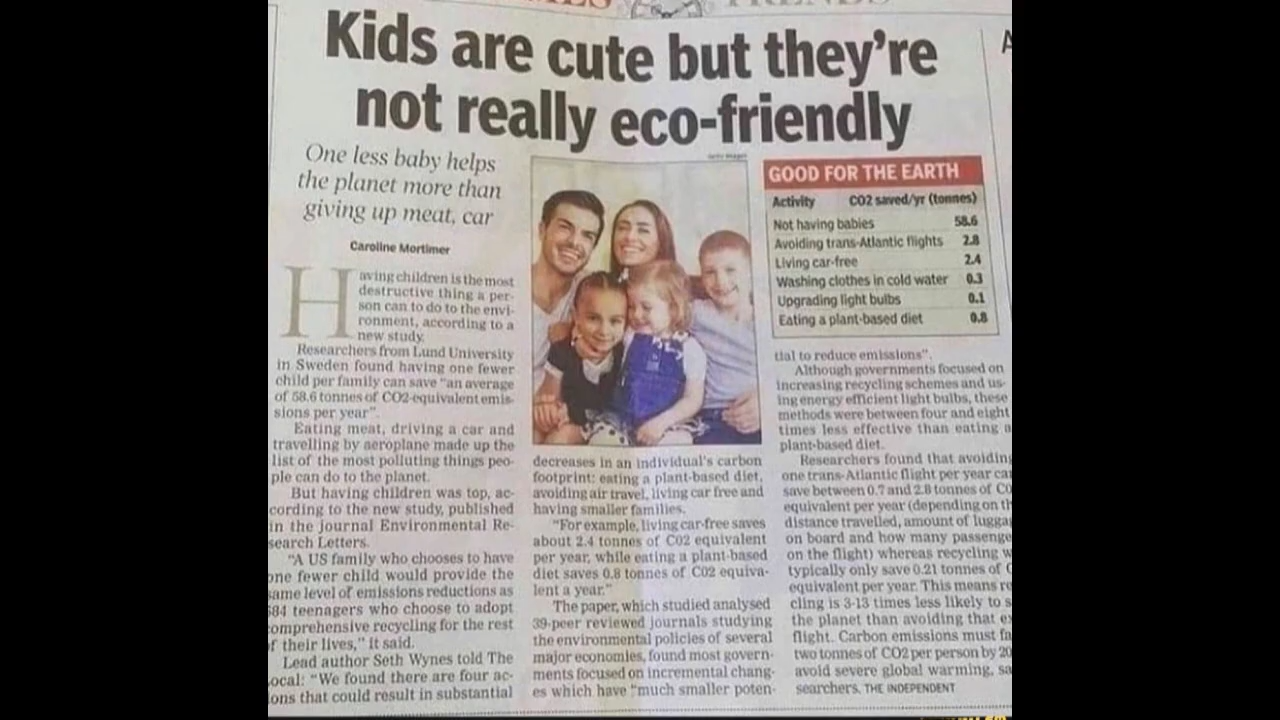 TRENDS
Kids are cute but they're
not really eco-friendly
One less baby helps
the planet more than
giving up meat, car
Caroline Mortimer
Having children is the most
destructive thing a per-
son can to do to the envi-
ronment, according to a
new study.
Researchers from Lund University
in Sweden found having one fewer
child per family can save "an average
of 58.6 tonnes of CO2-equivalent emis-
sions per year".
Eating meat, driving a car and
travelling by aeroplane made up the
list of the most polluting things peo-
ple can do to the planet.
But having children was top, ac-
cording to the new study, published
in the journal Environmental Re-
search Letters.
"A US family who chooses to have
one fewer child would provide the
same level of emissions reductions as
684 teenagers who choose to adopt
comprehensive recycling for the rest
of their lives," it said.
Lead author Seth Wynes told The
Local: "We found there are four ac-
ions that could result in substantial
Getty Images
decreases in an individual's carbon
footprint: eating a plant-based diet,
avoiding air travel, living car free and
having smaller families.
"For example, living car-free saves
about 2.4 tonnes of CO2 equivalent
per year, while eating a plant-based
diet saves 0.8 tonnes of CO2 equiva-
lent a year."
The paper, which studied analysed
39-peer reviewed journals studying
the environmental policies of several
major economies, found most govern-
ments focused on incremental chang-
es which have "much smaller poten-
GOOD FOR THE EARTH
Activity CO2 saved/yr (tonnes)
Not having babies 58.6
Avoiding trans-Atlantic flights 2.8
Living car-free 2.4
Washing clothes in cold water 0.3
Upgrading light bulbs 0.1
Eating a plant-based diet 0.8
tial to reduce emissions".
Although governments focused on
increasing recycling schemes and us-
ing energy efficient light bulbs, these
methods were between four and eight
times less effective than eating a
plant-based diet.
Researchers found that avoiding
one trans-Atlantic flight per year can
save between 0.7 and 2.8 tonnes of CO
equivalent per year (depending on th
distance travelled, amount of lugga
on board and how many passenge
on the flight) whereas recycling w
typically only save 0.21 tonnes of C
equivalent per year. This means re
cling is 3-13 times less likely to s
the planet than avoiding that ex
flight. Carbon emissions must fa
two tonnes of CO2 per person by 20
avoid severe global warming, sa
searchers. THE INDEPENDENT